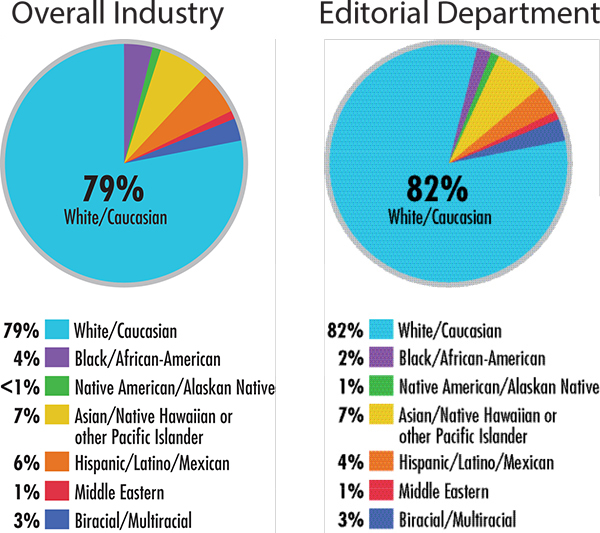 Overall Industry
79%
White/Caucasian
79% White/Caucasian
4% Black/African-American
<1% Native American/Alaskan Native
7% Asian/Native Hawaiian or
other Pacific Islander
6% Hispanic/Latino/Mexican
1% Middle Eastern
3% Biracial/Multiracial
Editorial Department
82%
White/Caucasian
82% White/Caucasian
2% Black/African-American
1% Native American/Alaskan Native
7% Asian/Native Hawaiian or
other Pacific Islander
4% Hispanic/Latino/Mexican
1% Middle Eastern
3% Biracial/Multiracial